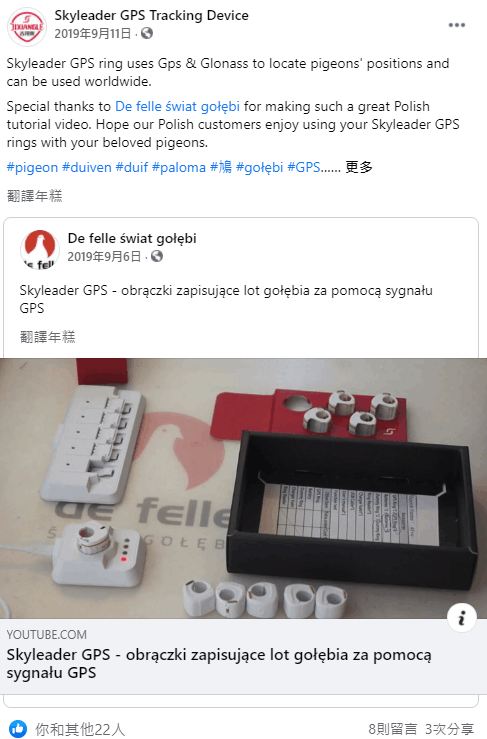 Skyleader GPS Tracking Device
2019年9月11日 ·
Skyleader GPS ring uses Gps & Glonass to locate pigeons' positions and
can be used worldwide.
Special thanks to De felle świat gołębi for making such a great Polish
tutorial video. Hope our Polish customers enjoy using your Skyleader GPS
rings with your beloved pigeons.
#pigeon #duiven #duif #paloma #鳩 #gołębi #GPS...... 更多
翻譯年糕
De felle świat gołębi
2019年9月6日 ·
Skyleader GPS - obrączki zapisujące lot gołębia za pomocą sygnału
GPS
翻譯年糕
de felle
YOUTUBE.COM
Skyleader GPS - obrączki zapisujące lot gołębia za pomocą
sygnału GPS
你和其他22人
8則留言 3次分享